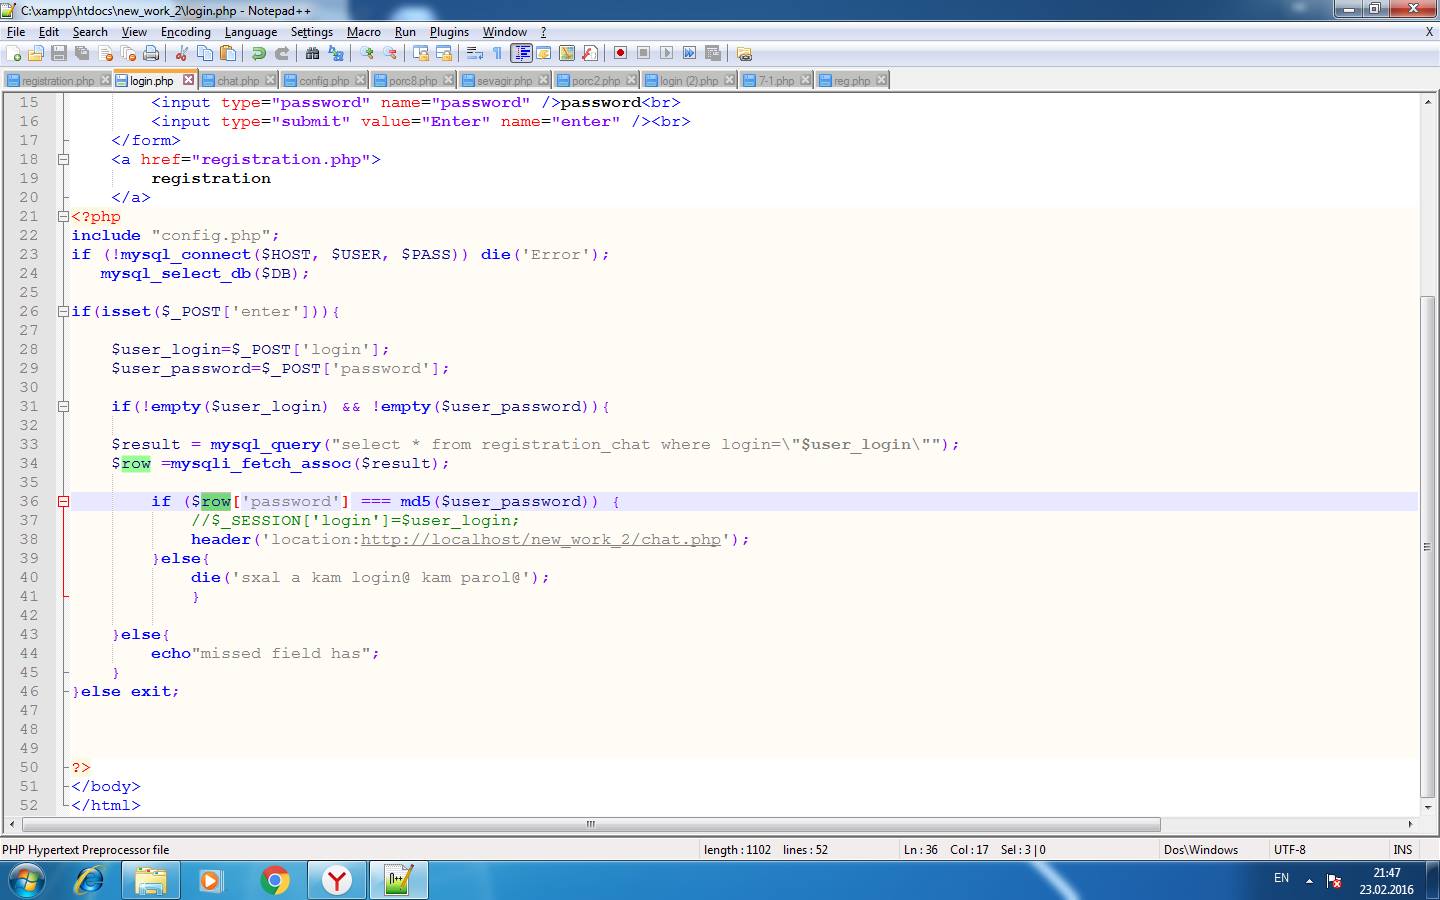 C:\xampp\htdocs\new_work_2\login.php - Notepad++
File Edit Search View Encoding Language Settings Macro Run Plugins Window ? X
registration.php login.php chat.php config.php porc8.php sevagir.php porc2.php login (2).php 7-1.php reg.php
15 <input type="password" name="password" />password<br>
16 <input type="submit" value="Enter" name="enter" /><br>
17 </form>
18 <a href="registration.php">
19 registration
20 </a>
21 <?php
22 include "config.php";
23 if (!mysql_connect($HOST, $USER, $PASS)) die('Error');
24 mysql_select_db($DB);
25
26 if(isset($_POST['enter'])){
27
28 $user_login=$_POST['login'];
29 $user_password=$_POST['password'];
30
31 if(!empty($user_login) && !empty($user_password)){
32
33 $result = mysql_query("select * from registration_chat where login=\"$user_login\"");
34 $row =mysqli_fetch_assoc($result);
35
36 if ($row['password'] === md5($user_password)) {
37 //$_SESSION['login']=$user_login;
38 header('location:http://localhost/new_work_2/chat.php');
39 }else{
40 die('sxal a kam login@ kam parol@');
41 }
42
43 }else{
44 echo"missed field has";
45 }
46 }else exit;
47
48
49
50 ?>
51 </body>
52 </html>
PHP Hypertext Preprocessor file length : 1102 lines : 52 Ln : 36 Col : 17 Sel : 3 | 0 Dos\Windows UTF-8 INS
EN 21:47
23.02.2016